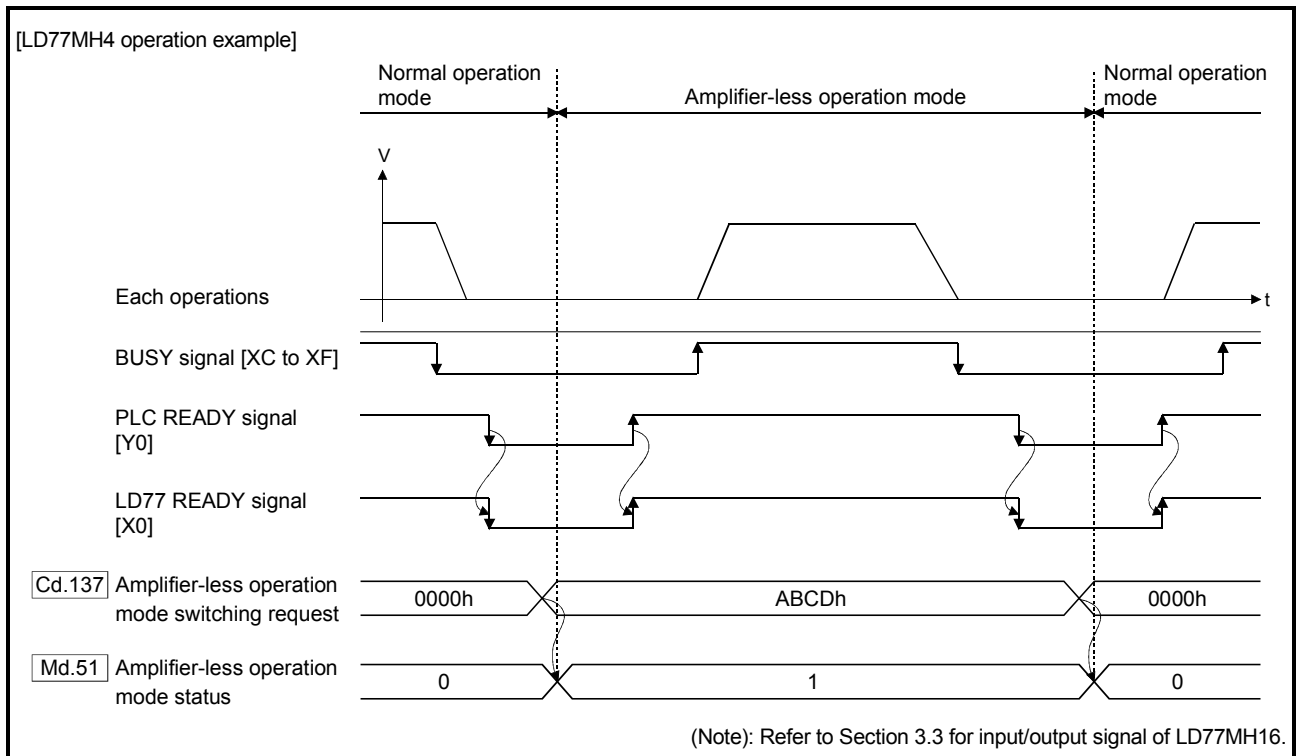 [LD77MH4 operation example]
Normal operation
mode
Amplifier-less operation mode
Normal operation
mode
V
Each operations
t
BUSY signal [XC to XF]
PLC READY signal
[Y0]
LD77 READY signal
[X0]
Cd.137 Amplifier-less operation
mode switching request
0000h
ABCDh
0000h
Md.51 Amplifier-less operation
mode status
0
1
0
(Note): Refer to Section 3.3 for input/output signal of LD77MH16.